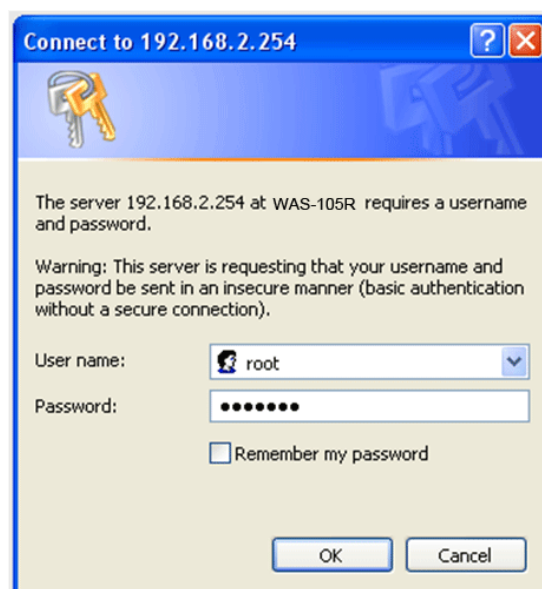 Connect to 192.168.2.254
The server 192.168.2.254 at WAS-105R requires a username
and password.
Warning: This server is requesting that your username and
password be sent in an insecure manner (basic authentication
without a secure connection).
User name:
root
Password:
•••••••
Remember my password
OK
Cancel